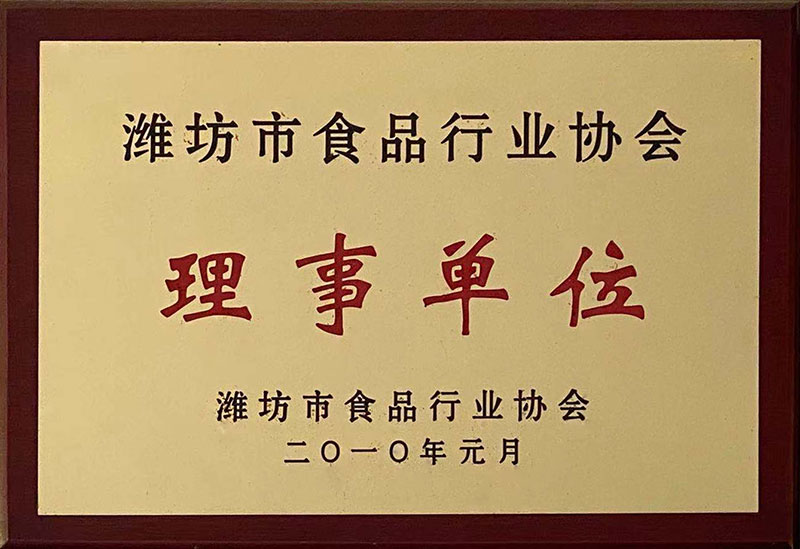 潍坊市食品行业协会
理事单位
潍坊市食品行业协会
二〇一〇年元月